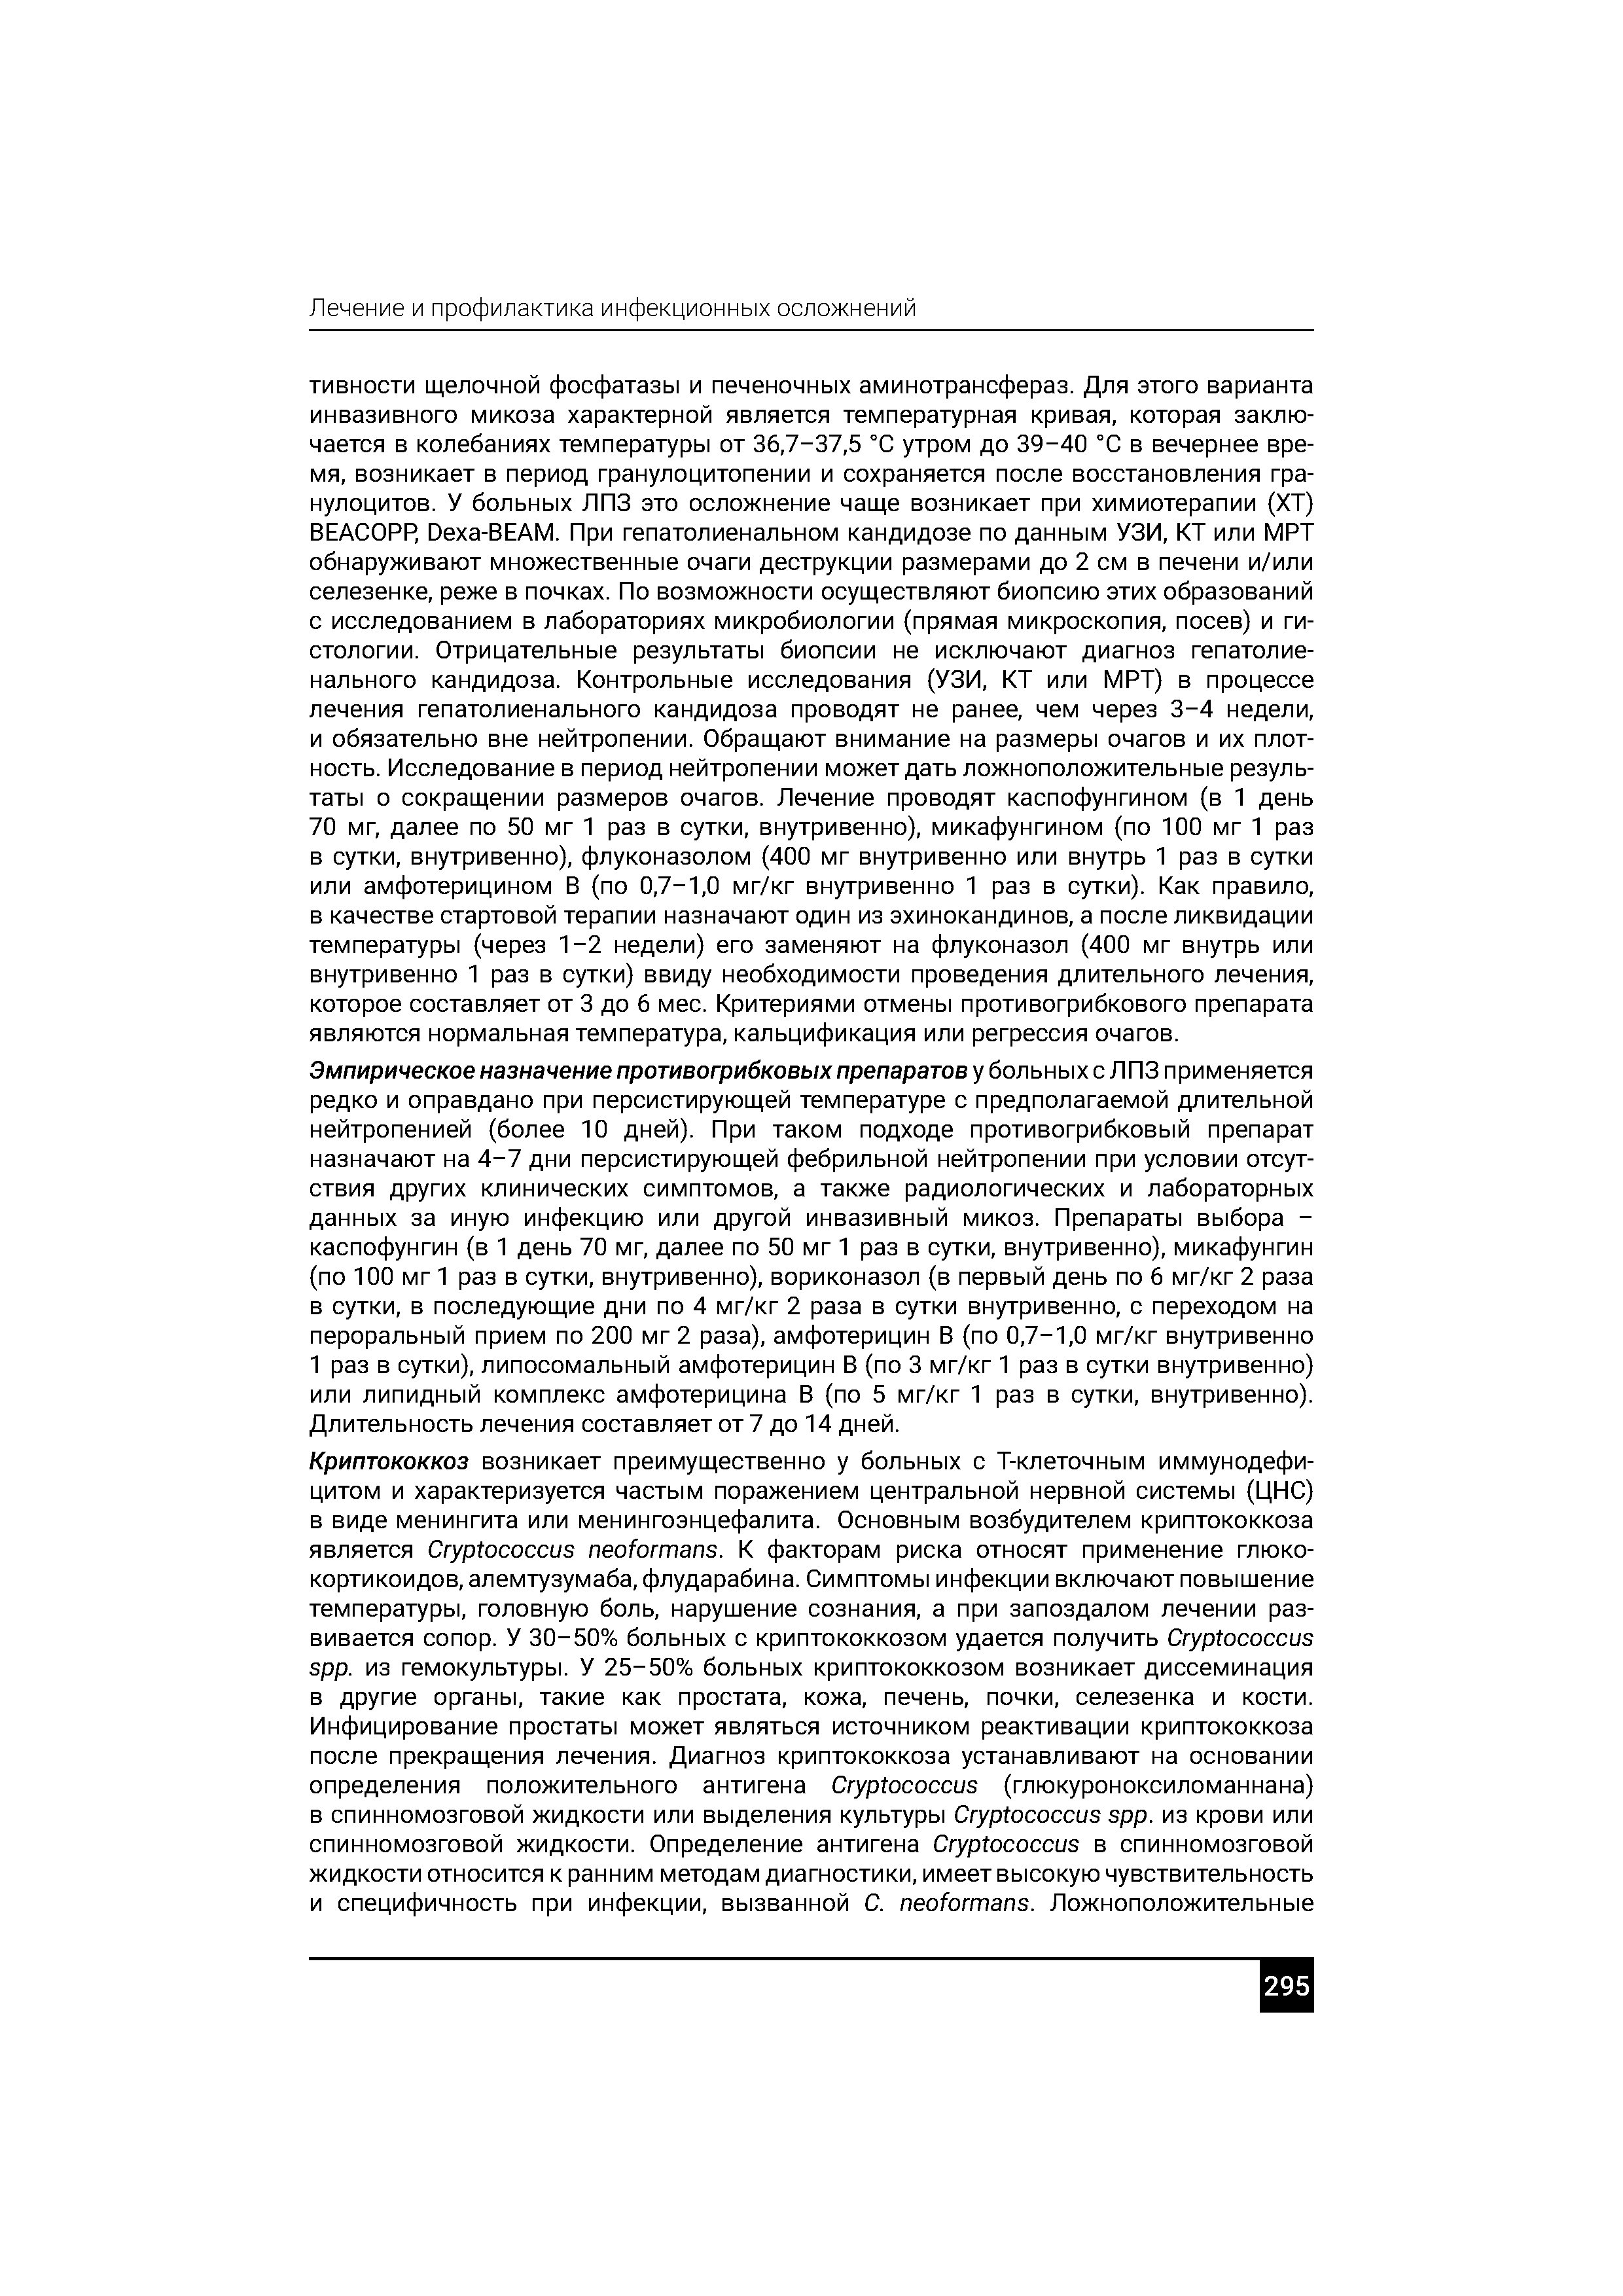 Лечение и профилактика инфекционных осложнений
тивности щелочной фосфатазы и печеночных аминотрансфераз. Для этого варианта
инвазивного микоза характерной является температурная кривая, которая заклю-
чается в колебаниях температуры от 36,7–37,5 °С утром до 39–40 °С в вечернее вре-
мя, возникает в период гранулоцитопении и сохраняется после восстановления гра-
нулоцитов. У больных ЛПЗ это осложнение чаще возникает при химиотерапии (ХТ)
BEACOPP, Dexa-BEAM. При гепатолиенальном кандидозе по данным УЗИ, КТ или МРТ
обнаруживают множественные очаги деструкции размерами до 2 см в печени и/или
селезенке, реже в почках. По возможности осуществляют биопсию этих образований
с исследованием в лабораториях микробиологии (прямая микроскопия, посев) и ги-
стологии. Отрицательные результаты биопсии не исключают диагноз гепатолие-
нального кандидоза. Контрольные исследования (УЗИ, КТ или МРТ) в процессе
лечения гепатолиенального кандидоза проводят не ранее, чем через 3–4 недели,
и обязательно вне нейтропении. Обращают внимание на размеры очагов и их плот-
ность. Исследование в период нейтропении может дать ложноположительные резуль-
таты о сокращении размеров очагов. Лечение проводят каспофунгином (в 1 день
70 мг, далее по 50 мг 1 раз в сутки, внутривенно), микафунгином (по 100 мг 1 раз
в сутки, внутривенно), флуконазолом (400 мг внутривенно или внутрь 1 раз в сутки
или амфотерицином В (по 0,7–1,0 мг/кг внутривенно 1 раз в сутки). Как правило,
в качестве стартовой терапии назначают один из эхинокандинов, а после ликвидации
температуры (через 1–2 недели) его заменяют на флуконазол (400 мг внутрь или
внутривенно 1 раз в сутки) ввиду необходимости проведения длительного лечения,
которое составляет от 3 до 6 мес. Критериями отмены противогрибкового препарата
являются нормальная температура, кальцификация или регрессия очагов.
Эмпирическое назначение противогрибковых препаратов у больных с ЛПЗ применяется
редко и оправдано при персистирующей температуре с предполагаемой длительной
нейтропенией (более 10 дней). При таком подходе противогрибковый препарат
назначают на 4–7 дни персистирующей фебрильной нейтропении при условии отсут-
ствия других клинических симптомов, а также радиологических и лабораторных
данных за иную инфекцию или другой инвазивный микоз. Препараты выбора –
каспофунгин (в 1 день 70 мг, далее по 50 мг 1 раз в сутки, внутривенно), микафунгин
(по 100 мг 1 раз в сутки, внутривенно), вориконазол (в первый день по 6 мг/кг 2 раза
в сутки, в последующие дни по 4 мг/кг 2 раза в сутки внутривенно, с переходом на
пероральный прием по 200 мг 2 раза), амфотерицин В (по 0,7–1,0 мг/кг внутривенно
1 раз в сутки), липосомальный амфотерицин В (по 3 мг/кг 1 раз в сутки внутривенно)
или липидный комплекс амфотерицина В (по 5 мг/кг 1 раз в сутки, внутривенно).
Длительность лечения составляет от 7 до 14 дней.
Криптококкоз возникает преимущественно у больных с Т-клеточным иммунодефи-
цитом и характеризуется частым поражением центральной нервной системы (ЦНС)
в виде менингита или менингоэнцефалита. Основным возбудителем криптококкоза
является Cryptococcus neoformans. К факторам риска относят применение глюко-
кортикоидов, алемтузумаба, флударабина. Симптомы инфекции включают повышение
температуры, головную боль, нарушение сознания, а при запоздалом лечении раз-
вивается сопор. У 30–50% больных с криптококкозом удается получить Cryptococcus
spp. из гемокультуры. У 25–50% больных криптококкозом возникает диссеминация
в другие органы, такие как простата, кожа, печень, почки, селезенка и кости.
Инфицирование простаты может являться источником реактивации криптококкоза
после прекращения лечения. Диагноз криптококкоза устанавливают на основании
определения положительного антигена Cryptococcus (глюкуроноксиломаннана)
в спинномозговой жидкости или выделения культуры Cryptococcus spp. из крови или
спинномозговой жидкости. Определение антигена Cryptococcus в спинномозговой
жидкости относится к ранним методам диагностики, имеет высокую чувствительность
и специфичность при инфекции, вызванной C. neoformans. Ложноположительные
295